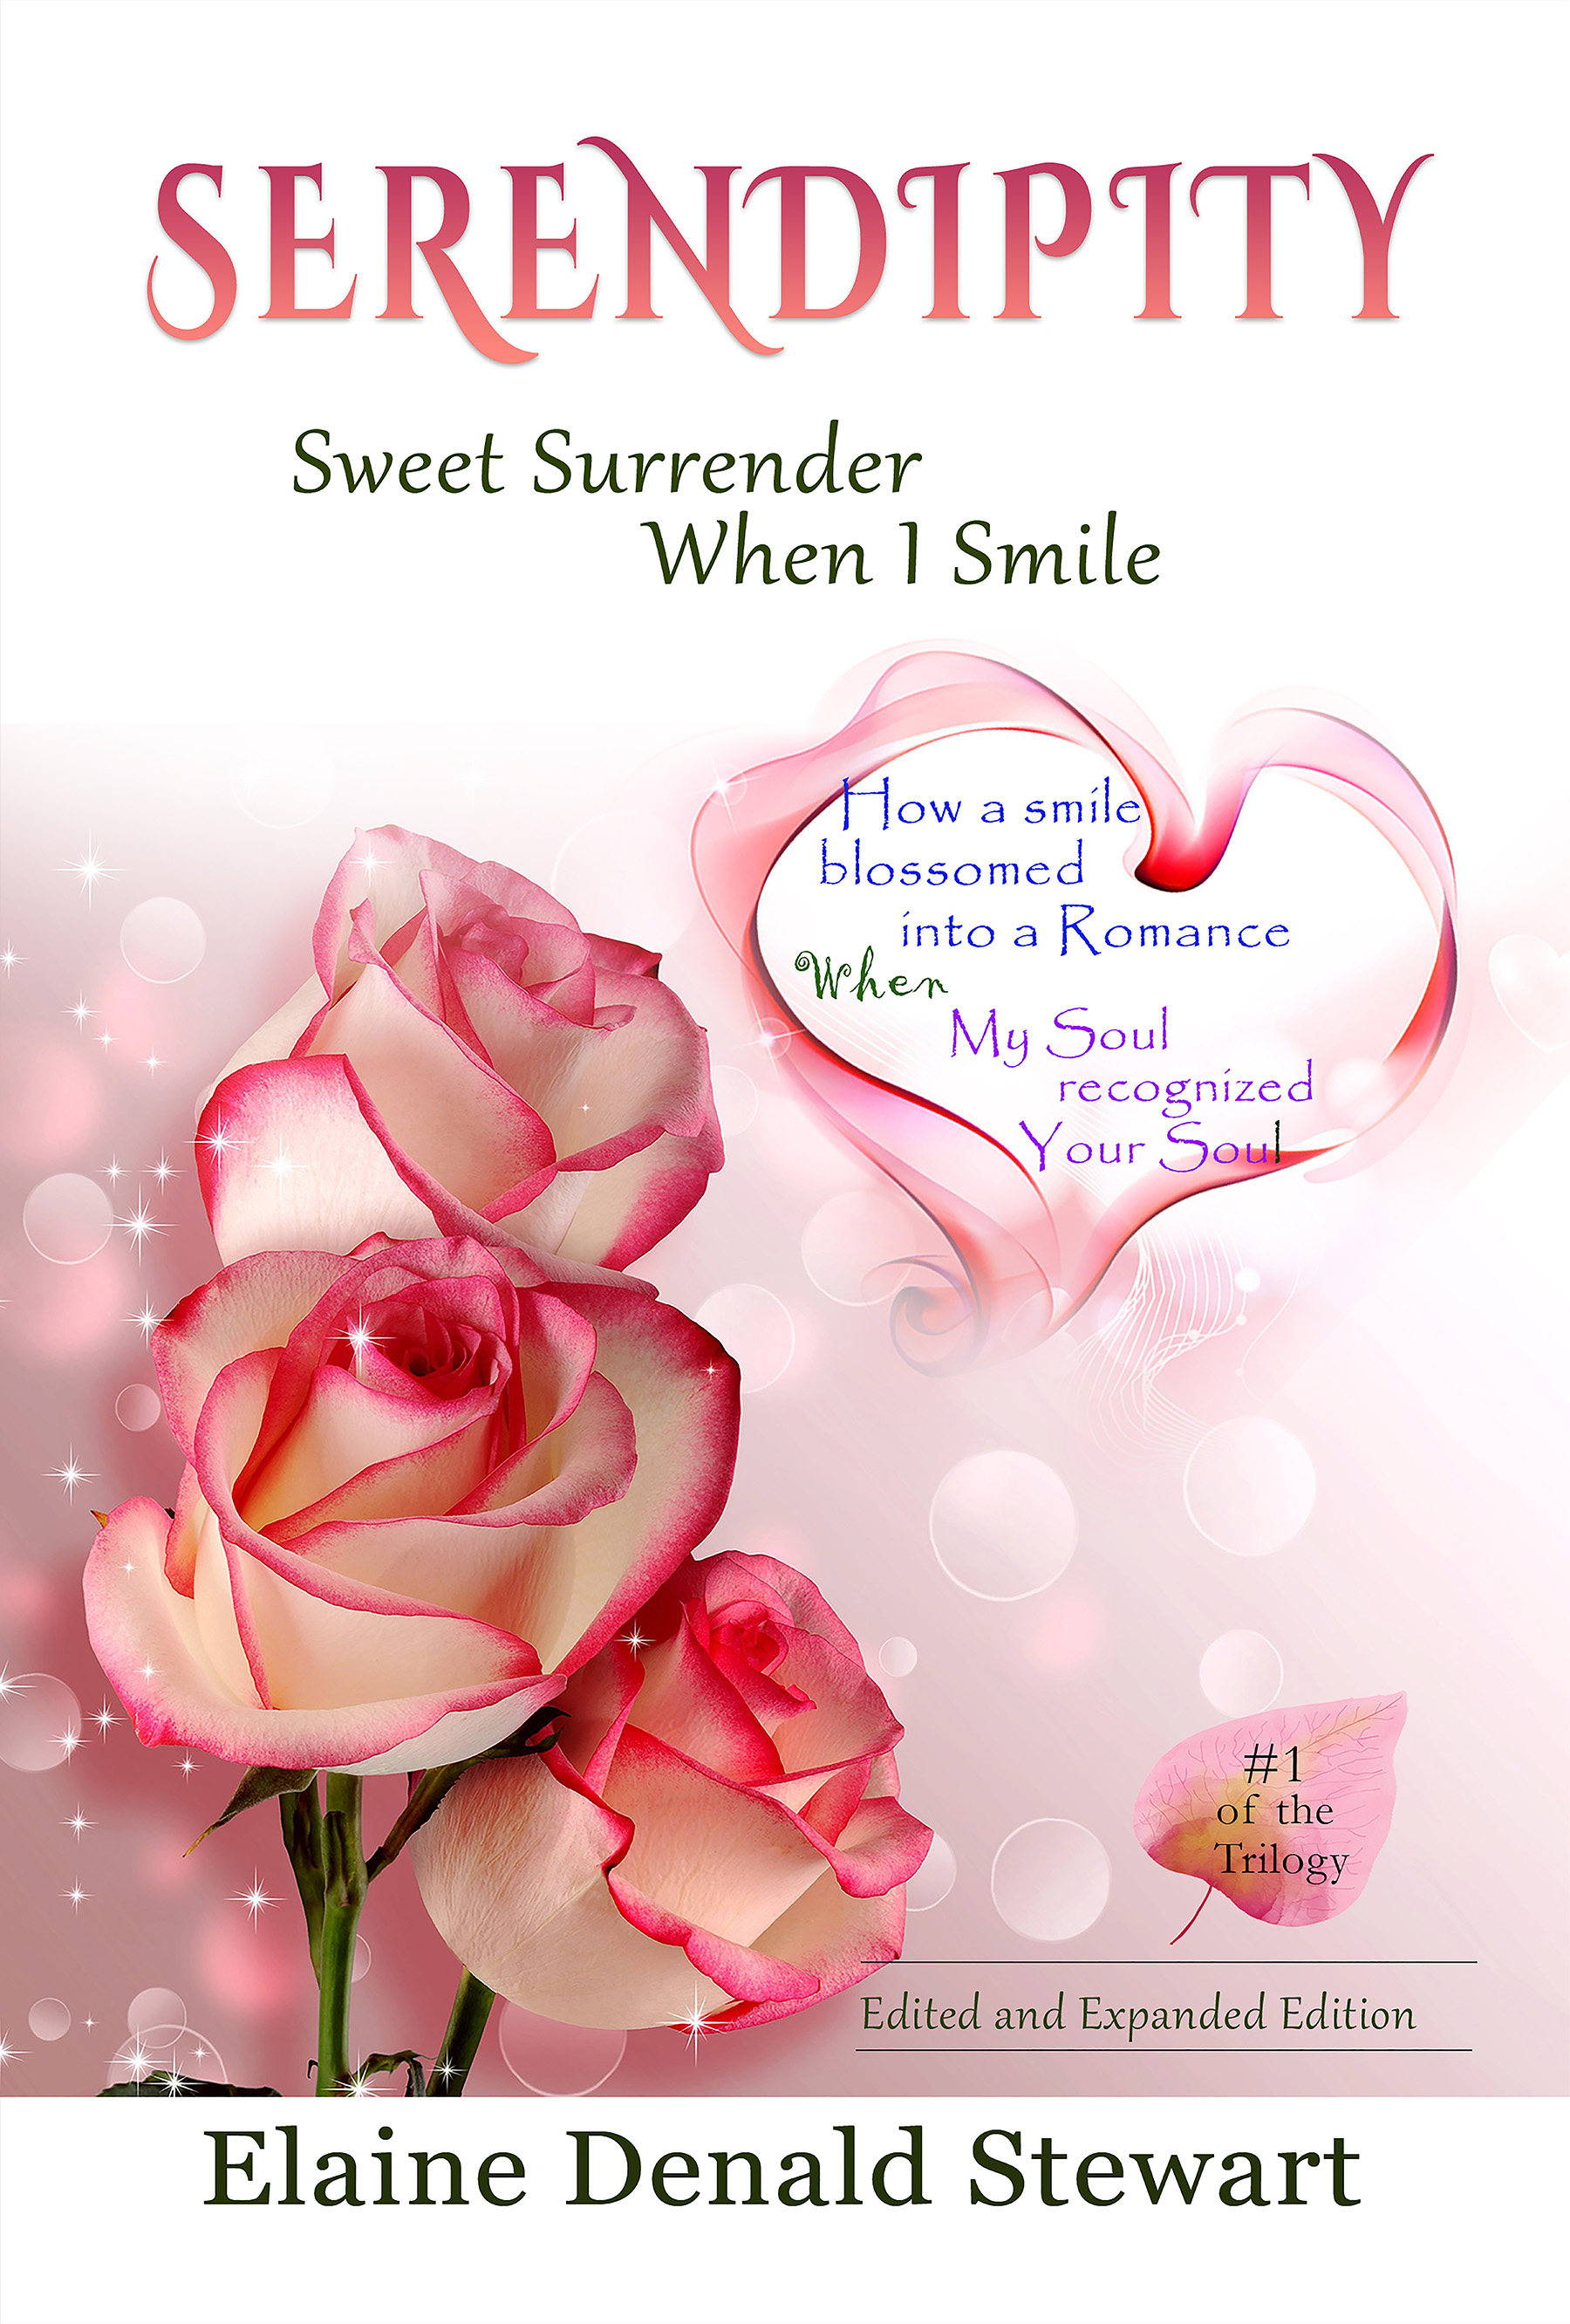 SERENDIPITY
Sweet Surrender
When I Smile
How a smile
blossomed
into a Romance
When
My Soul
recognized
Your Soul
#1
of the
Trilogy
Edited and Expanded Edition
Elaine Denald Stewart